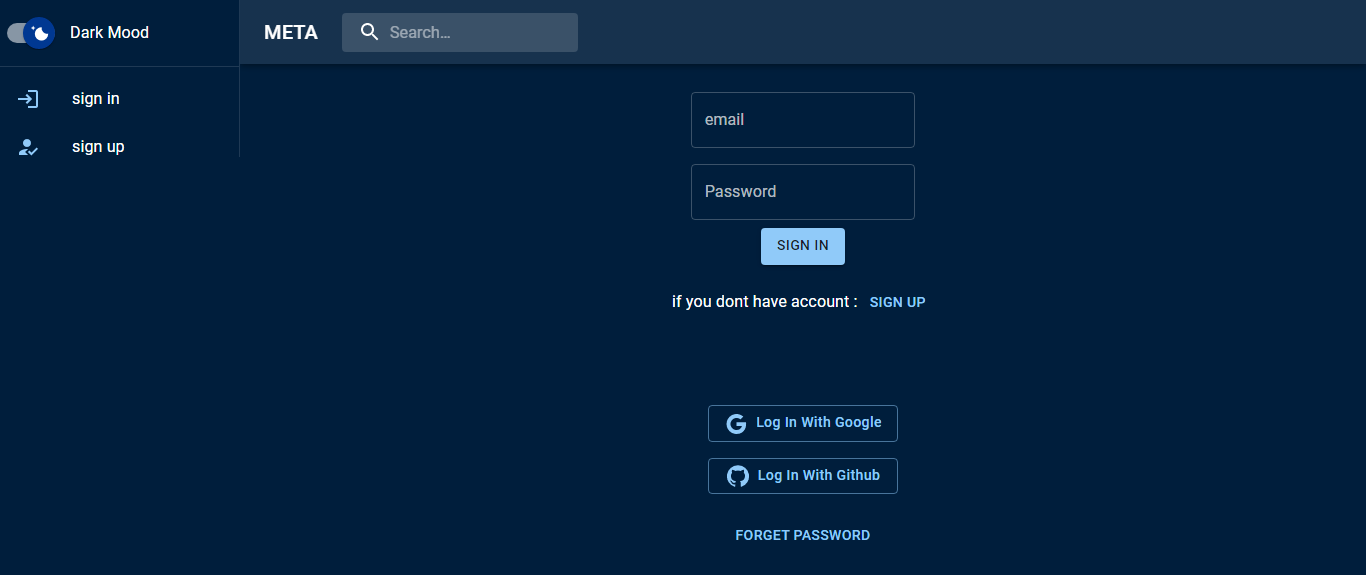 Dark Mood
META
Search...
sign in
sign up
email
Password
SIGN IN
if you dont have account : SIGN UP
Log In With Google
Log In With Github
FORGET PASSWORD